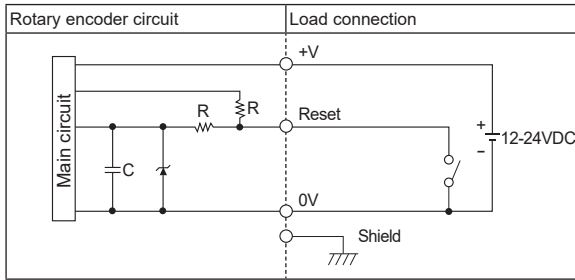 Rotary encoder circuit
Load connection
Main circuit
+V
R
R
Reset
C
+
12-24VDC
−
0V
Shield